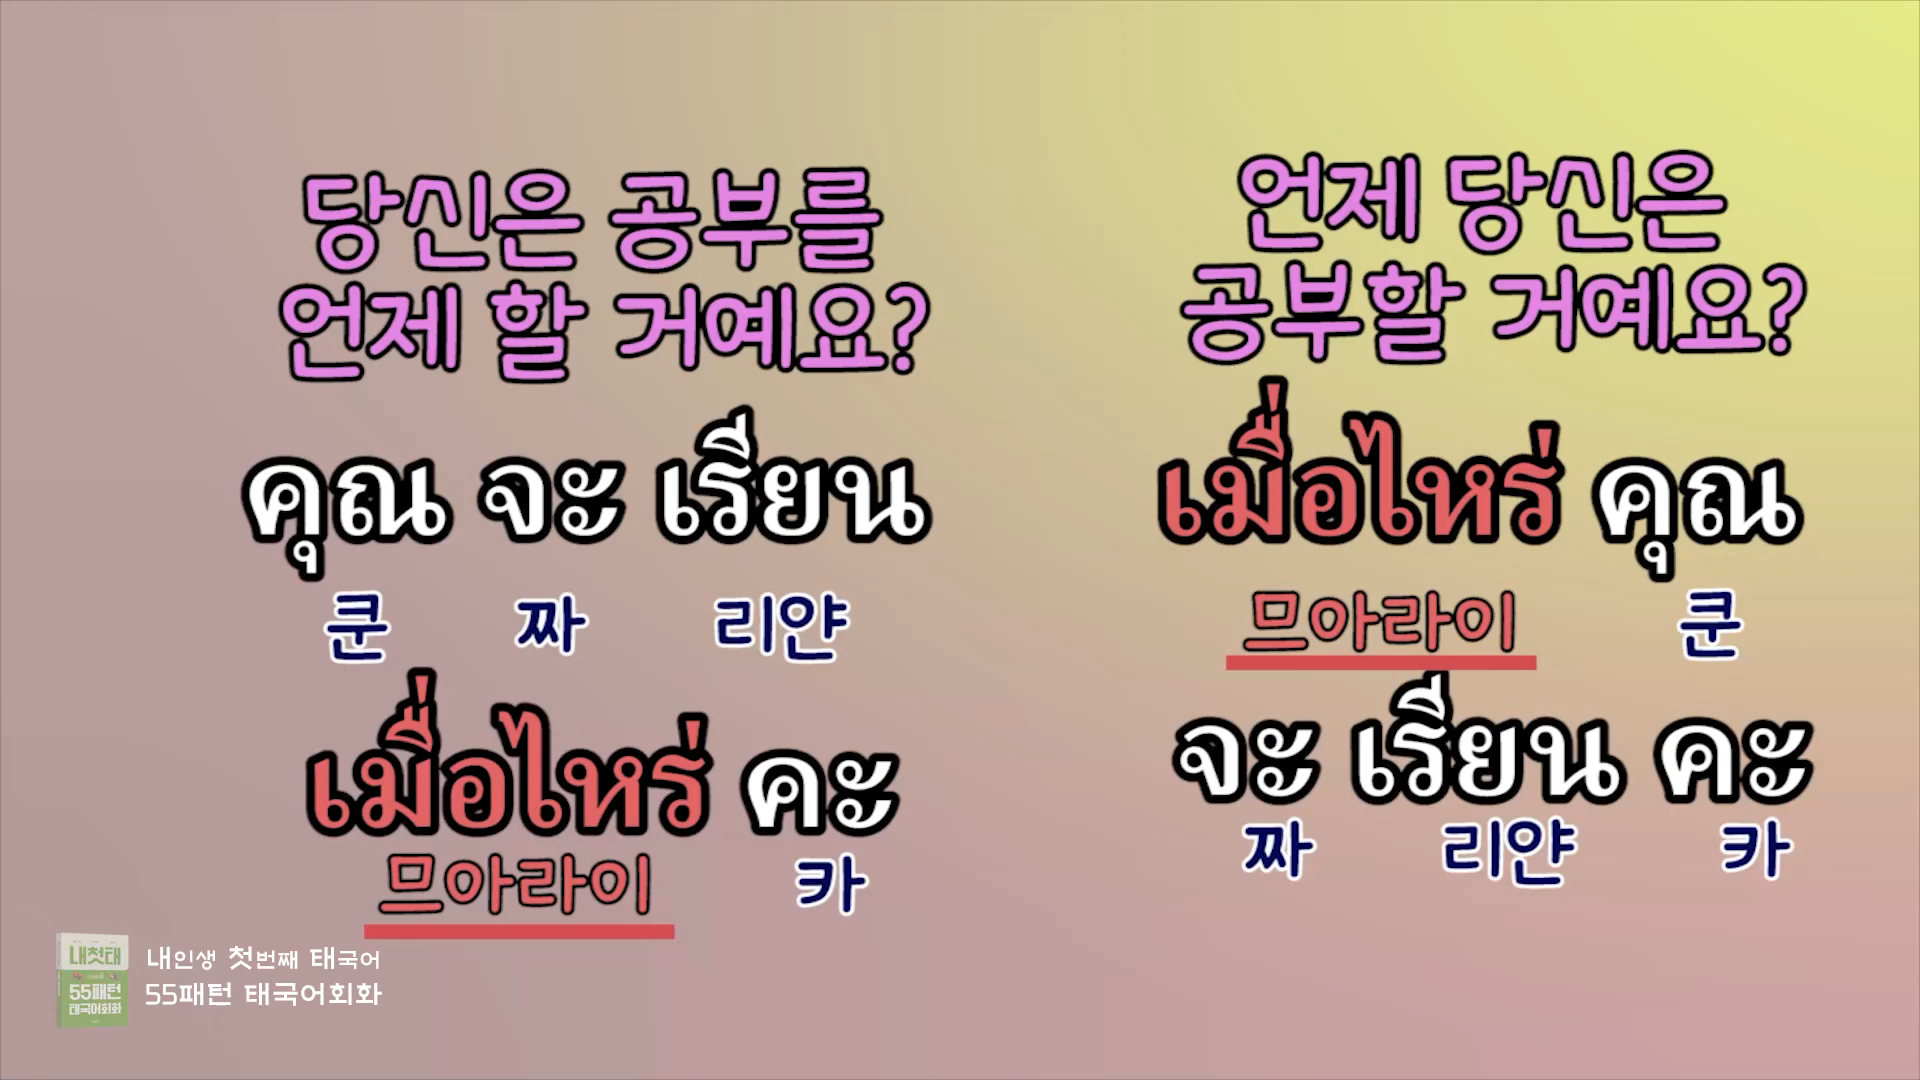 당신은 공부를
언제 할 거예요?
คุณ จะ เรียน
쿤 짜 리얀
เมื่อไหร่ คะ
므아라이 카
언제 당신은
공부할 거예요?
เมื่อไหร่ คุณ
므아라이 쿤
จะ เรียน คะ
짜 리얀 카
내첫태
55패턴
태국어회화
내인생 첫번째 태국어
55패턴 태국어회화